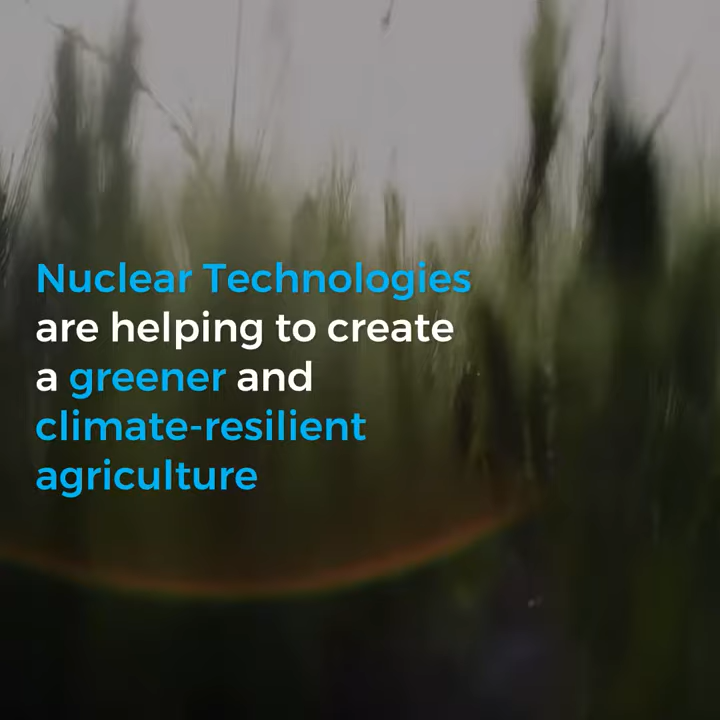 Nuclear Technologies
are helping to create
a greener and
climate-resilient
agriculture